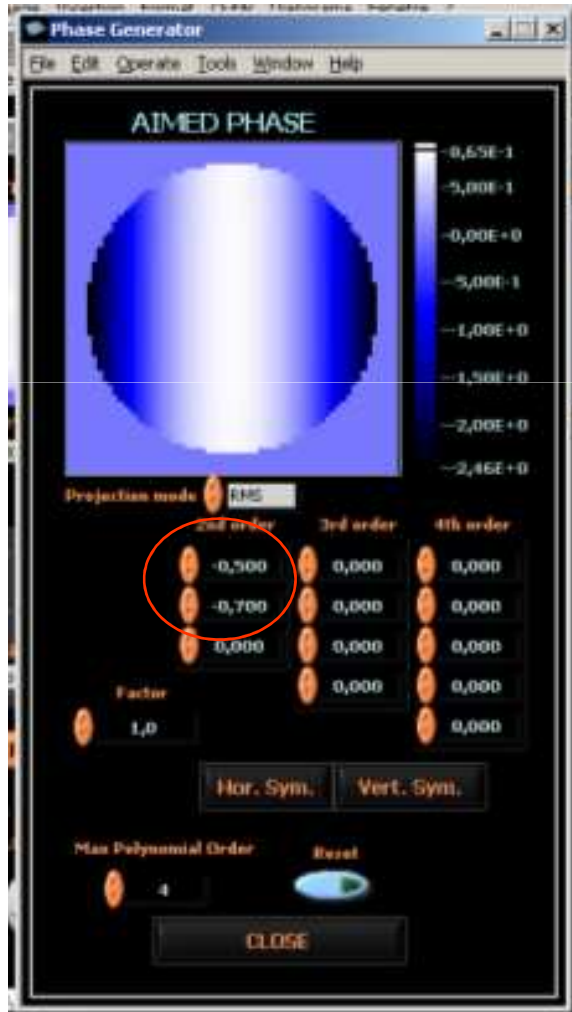 Phase Generator
File Edit Operate Tools Window Help
AIMED PHASE
-0,65E-1
-5,00E-1
-0,00E+0
-5,00E-1
-1,00E+0
-1,50E+0
-2,00E+0
-2,46E+0
Projection mode RMS
2nd order 3rd order 4th order
-0,500 0,000 0,000
-0,700 0,000 0,000
0,000 0,000 0,000
Factor 0,000 0,000
1,0 0,000
Hor. Sym. Vert. Sym.
Max Polynomial Order Reset
4
CLOSE